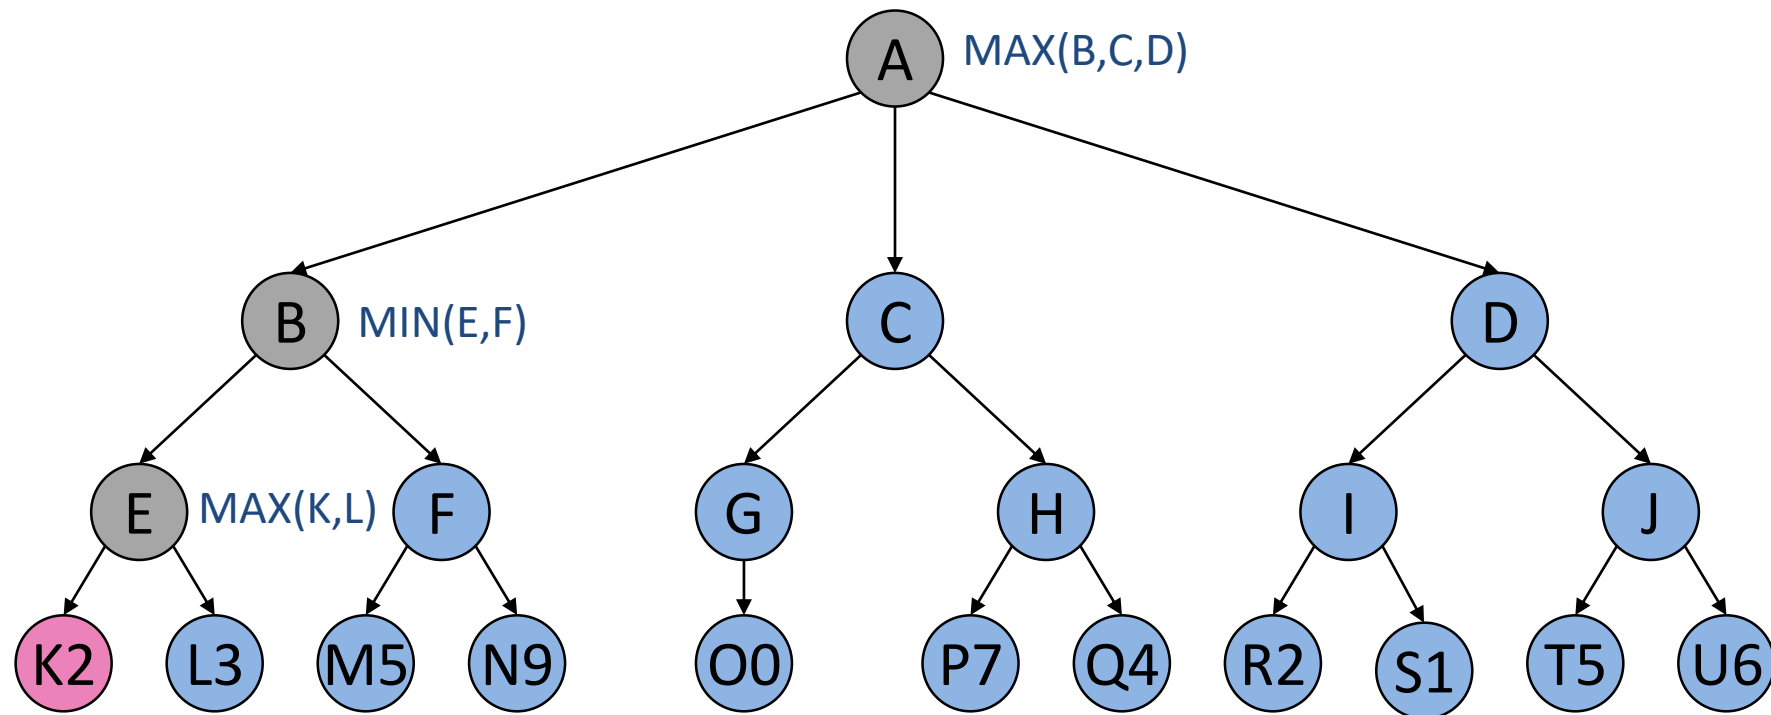 A MAX(B,C,D)
B MIN(E,F) C D
E MAX(K,L) F G H I J
K2 L3 M5 N9 O0 P7 Q4 R2 S1 T5 U6